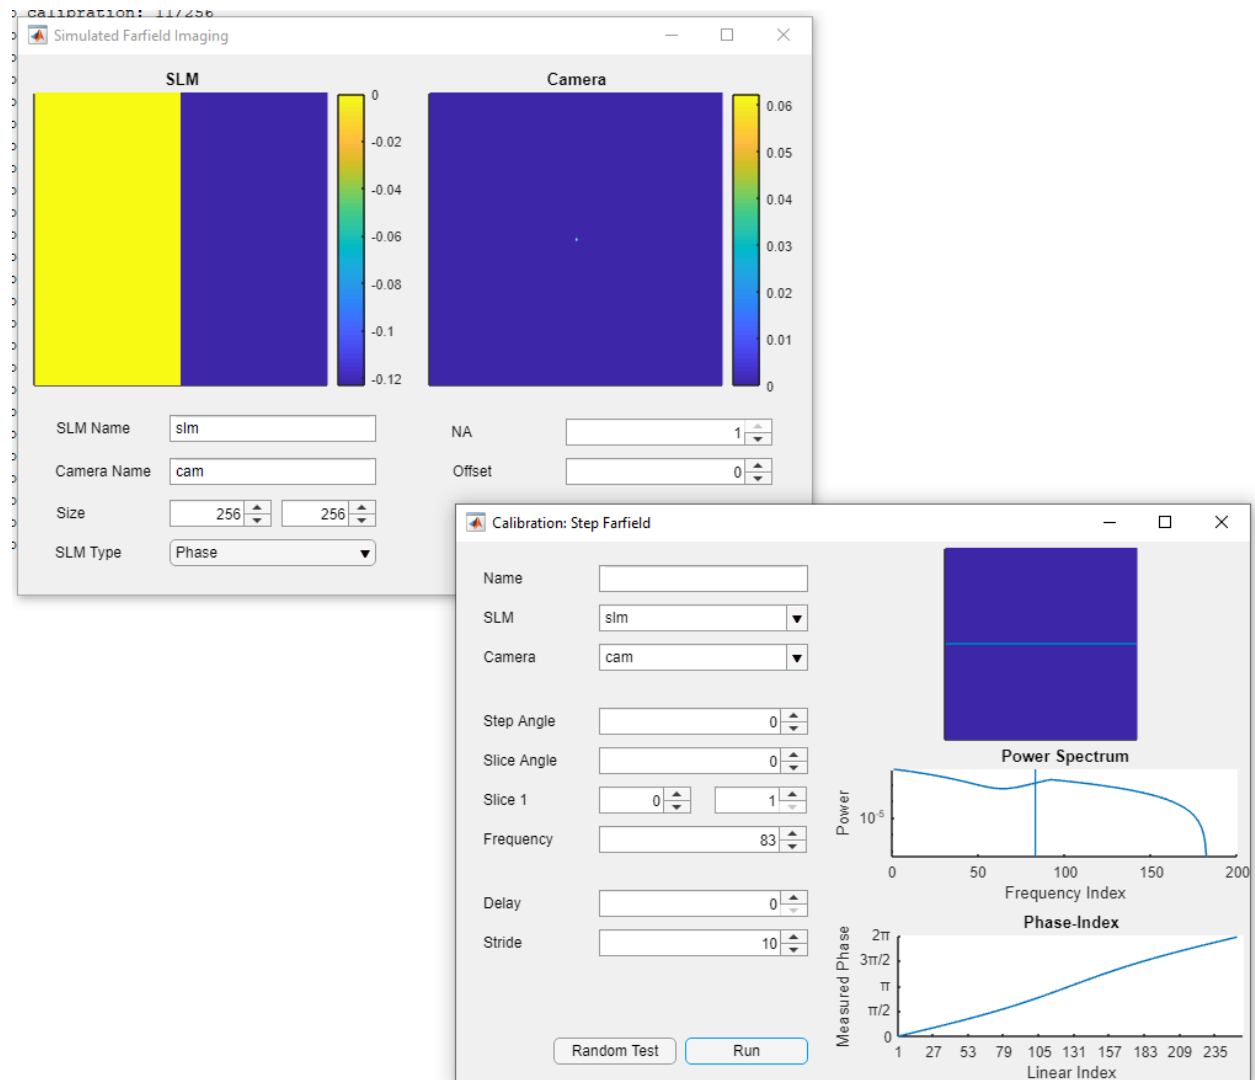 calibration: 11/256
Simulated Farfield Imaging
SLM
Camera
0
-0.02
-0.04
-0.06
-0.08
-0.1
-0.12
0.06
0.05
0.04
0.03
0.02
0.01
0
SLM Name slm
Camera Name cam
Size 256 256
SLM Type Phase
NA 1
Offset 0
Calibration: Step Farfield
Name
SLM slm
Camera cam
Step Angle 0
Slice Angle 0
Slice 1 0 1
Frequency 83
Delay 0
Stride 10
Random Test Run
Power Spectrum
Power
10-5
0 50 100 150 200
Frequency Index
Phase-Index
Measured Phase
2π
3π/2
π
π/2
0
1 27 53 79 105 131 157 183 209 235
Linear Index